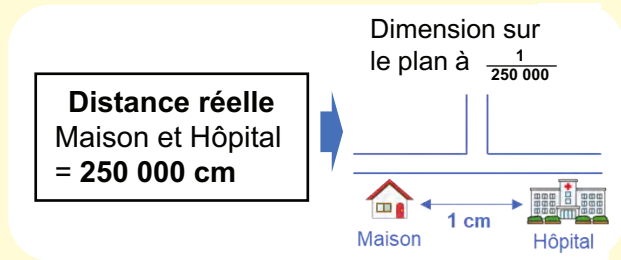 Distance réelle
Maison et Hôpital
= 250 000 cm
Dimension sur
le plan à 1/250 000
1 cm
Maison
Hôpital